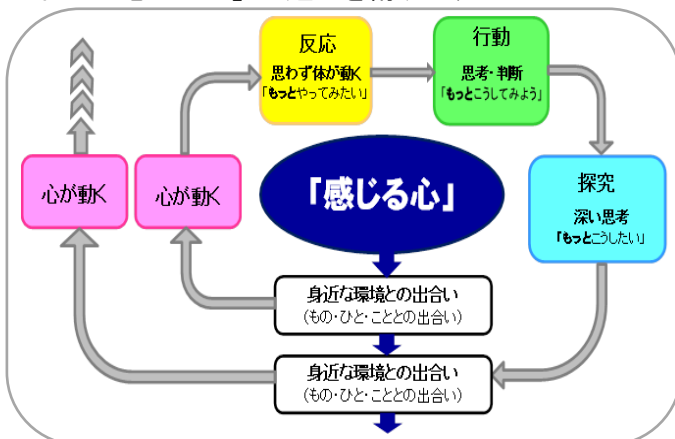 反応
思わず体が動く
「もっとやってみたい」
行動
思考・判断
「もっとこうしてみよう」
心が動く
心が動く
「感じる心」
探究
深い思考
「もっとこうしたい」
身近な環境との出合い
(もの・ひと・こととの出合い)
身近な環境との出合い
(もの・ひと・こととの出合い)